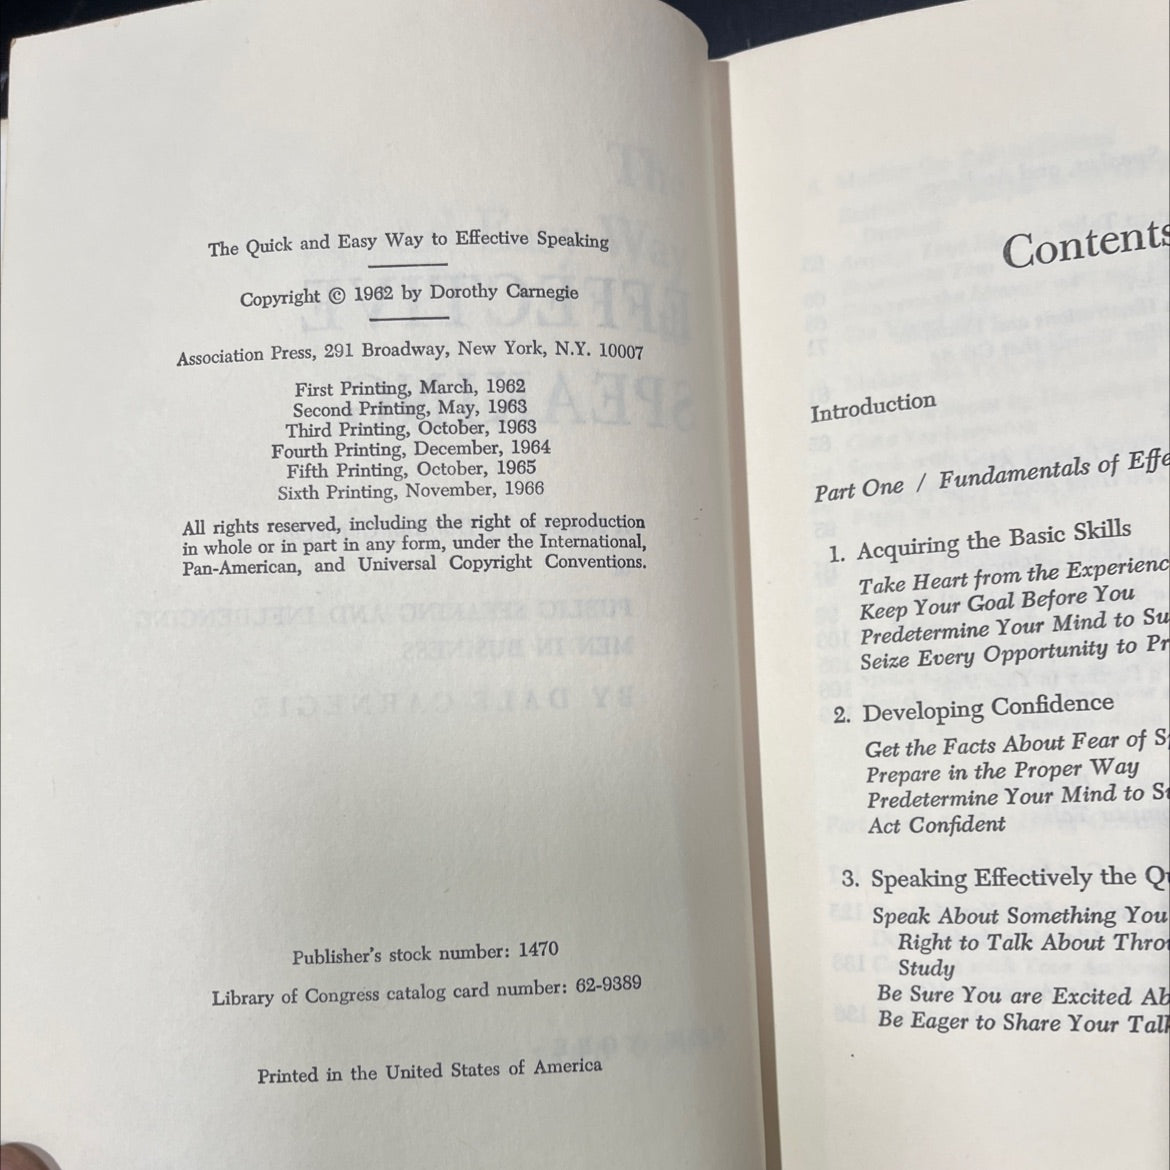 The Quick and Easy Way to Effective Speaking
Copyright © 1962 by Dorothy Carnegie
Association Press, 291 Broadway, New York, N.Y. 10007
First Printing, March, 1962
Second Printing, May, 1963
Third Printing, October, 1963
Fourth Printing, December, 1964
Fifth Printing, October, 1965
Sixth Printing, November, 1966
All rights reserved, including the right of reproduction
in whole or in part in any form, under the International,
Pan-American, and Universal Copyright Conventions.
Publisher's stock number: 1470
Library of Congress catalog card number: 62-9389
Printed in the United States of America
Contents
Introduction
Part One / Fundamentals of Effe
1. Acquiring the Basic Skills
Take Heart from the Experienc
Keep Your Goal Before You
Predetermine Your Mind to Su
Seize Every Opportunity to Pr
2. Developing Confidence
Get the Facts About Fear of S
Prepare in the Proper Way
Predetermine Your Mind to Su
Act Confident
3. Speaking Effectively the Qu
Speak About Something You
Right to Talk About Thro
Study
Be Sure You are Excited Ab
Be Eager to Share Your Talk